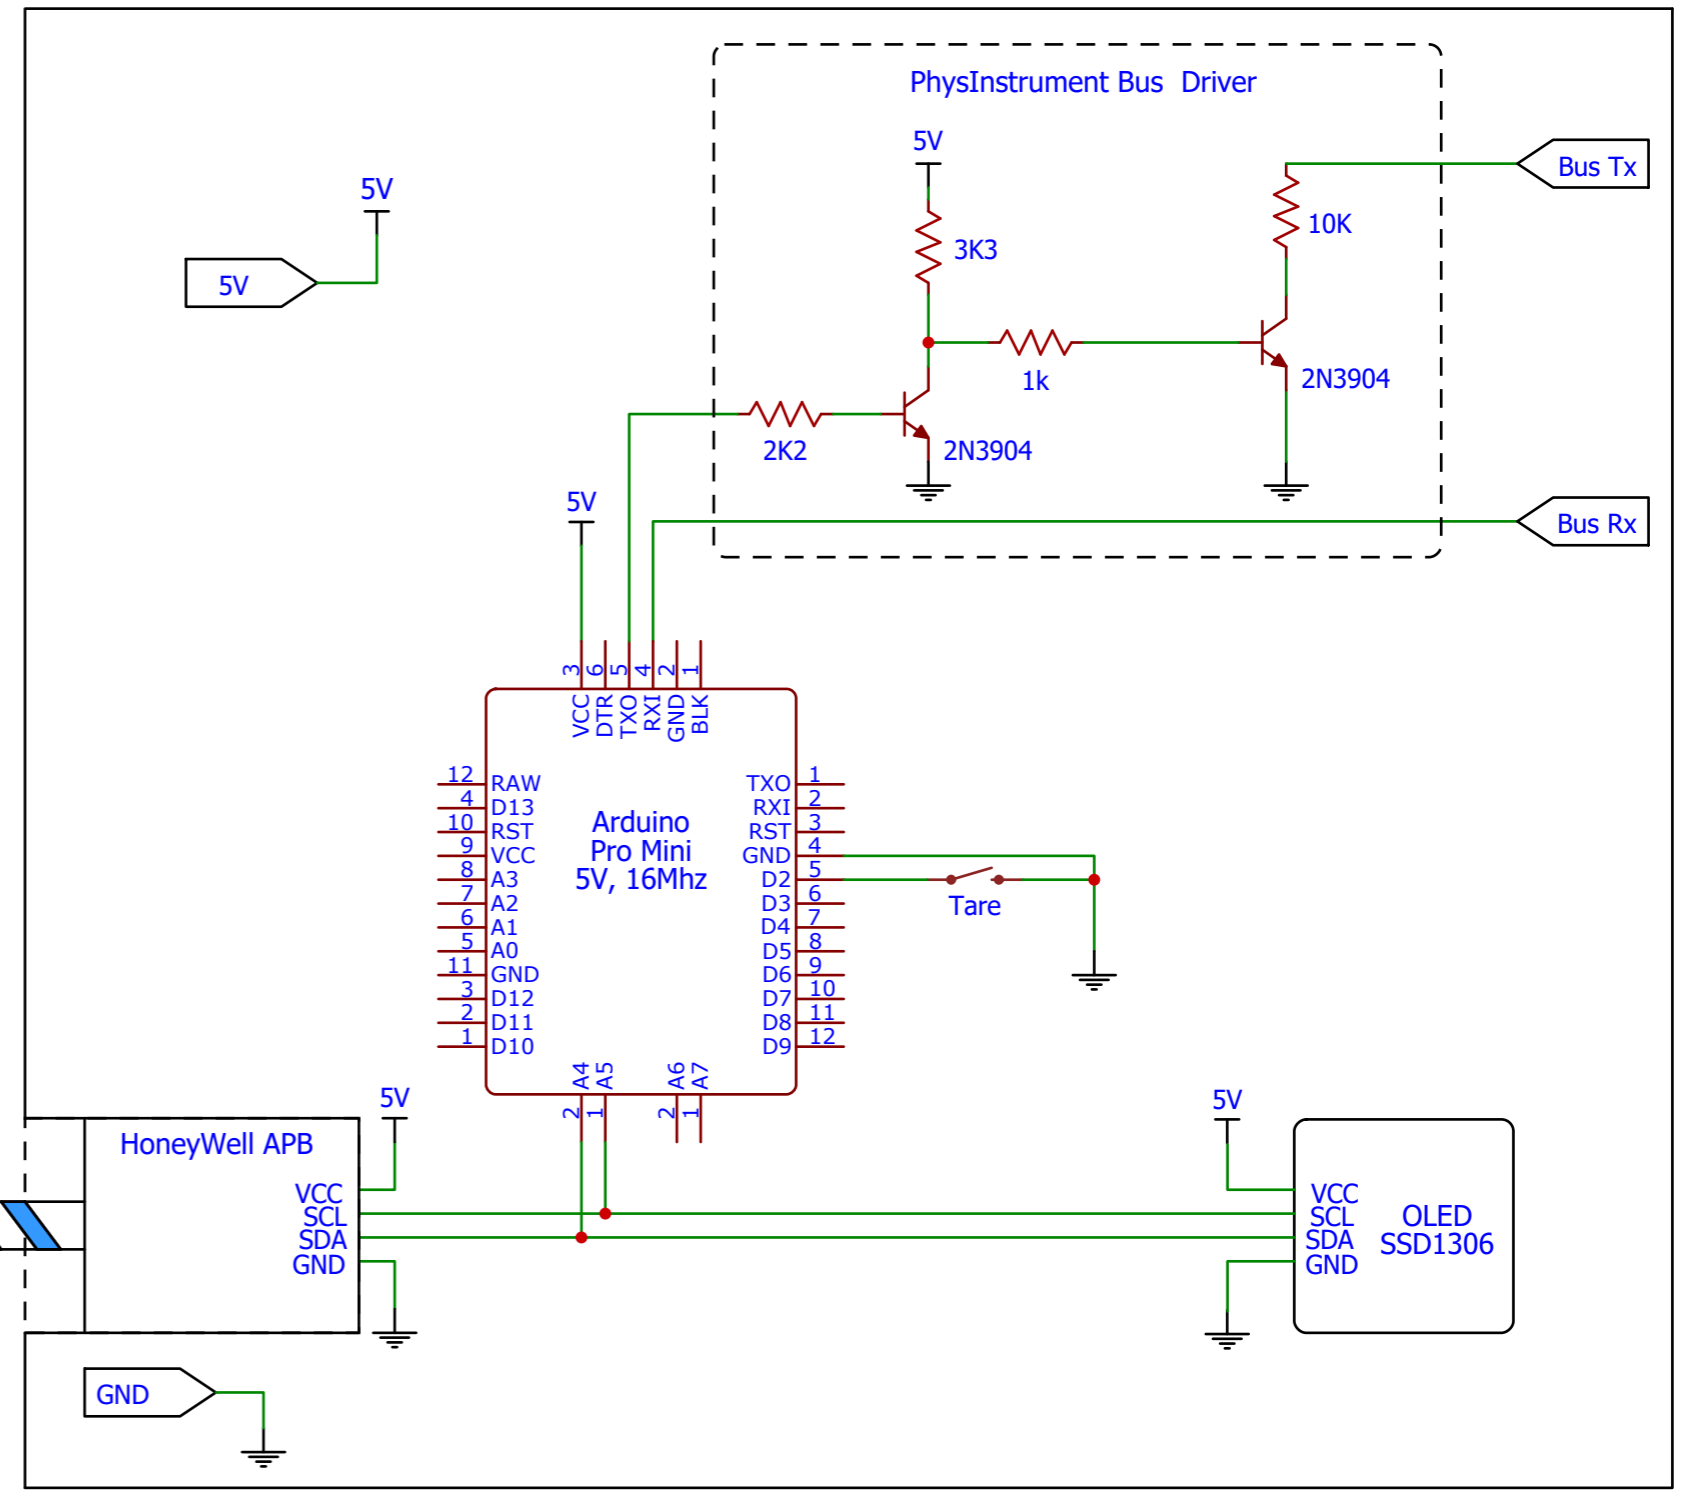 PhysInstrument Bus  Driver
5V
Bus Tx
5V
10K
3K3
5V
1k
2N3904
2K2
2N3904
5V
Bus Rx
3
6
5
4
2
1
VCC
DTR
TXO
RXI
GND
BLK
12 RAW
4 D13
10 RST
9 VCC
8 A3
7 A2
6 A1
5 A0
11 GND
3 D12
2 D11
1 D10
Arduino
Pro Mini
5V, 16Mhz
TXO 1
RXI 2
RST 3
GND 4
D2 5
D3 6
D4 7
D5 8
D6 9
D7 10
D8 11
D9 12
Tare
A4
A5
A6
A7
2
1
2
1
5V
HoneyWell APB
VCC
SCL
SDA
GND
5V
VCC
SCL
SDA
GND
OLED
SSD1306
GND